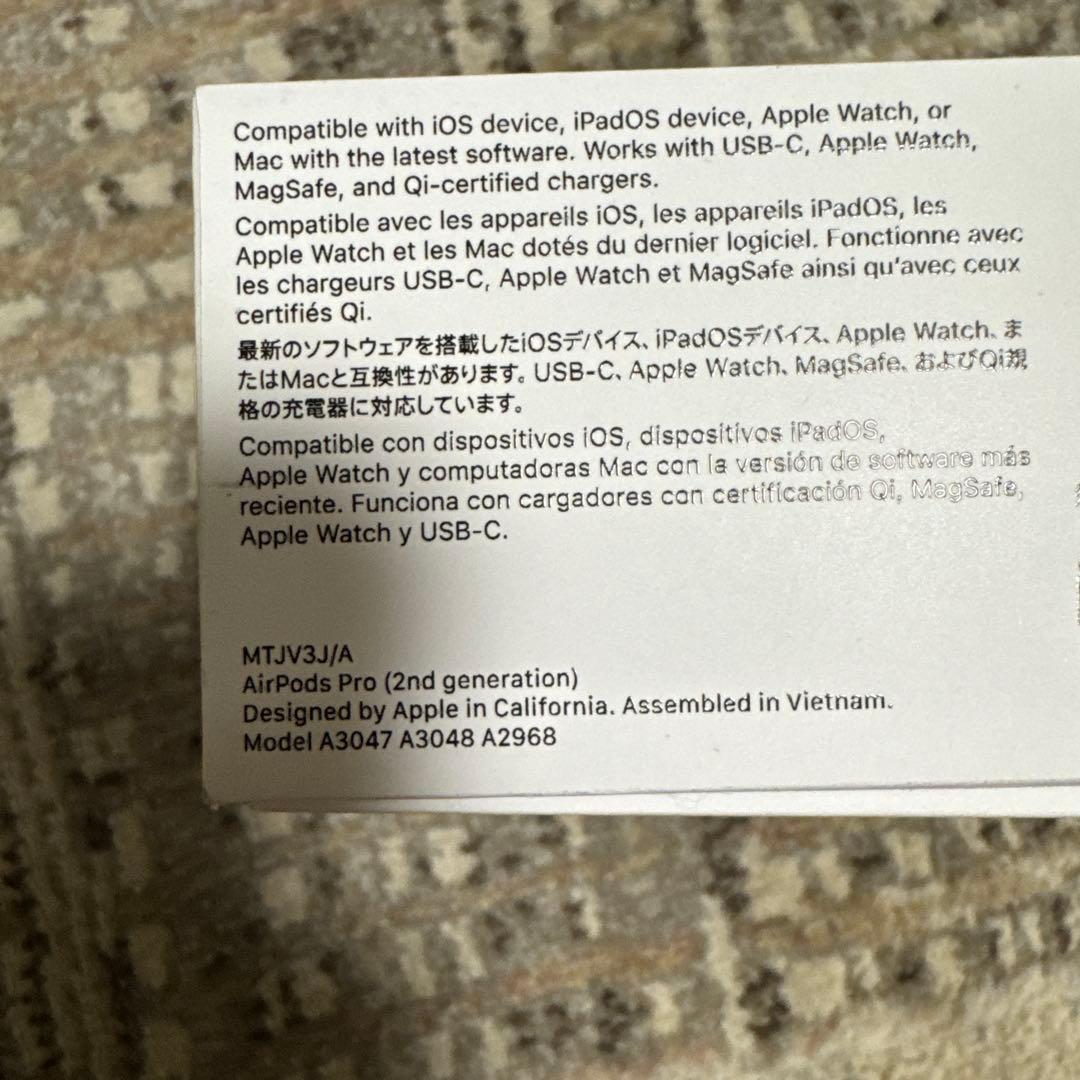 Compatible with iOS device, iPadOS device, Apple Watch, or
Mac with the latest software. Works with USB-C, Apple Watch,
MagSafe, and Qi-certified chargers.
Compatible avec les appareils iOS, les appareils iPadOS, les
Apple Watch et les Mac dotés du dernier logiciel. Fonctionne avec
les chargeurs USB-C, Apple Watch et MagSafe ainsi qu'avec ceux
certifiés Qi.
最新のソフトウェアを搭載したiOSデバイス、iPadOSデバイス、Apple Watch、ま
たはMacと互換性があります。USB-C、Apple Watch、MagSafe、およびQi規
格の充電器に対応しています。
Compatible con dispositivos iOS, dispositivos iPadOS,
Apple Watch y computadoras Mac con la versión de software más
reciente. Funciona con cargadores con certificación Qi, MagSafe,
Apple Watch y USB-C.
MTJV3J/A
AirPods Pro (2nd generation)
Designed by Apple in California. Assembled in Vietnam.
Model A3047 A3048 A2968